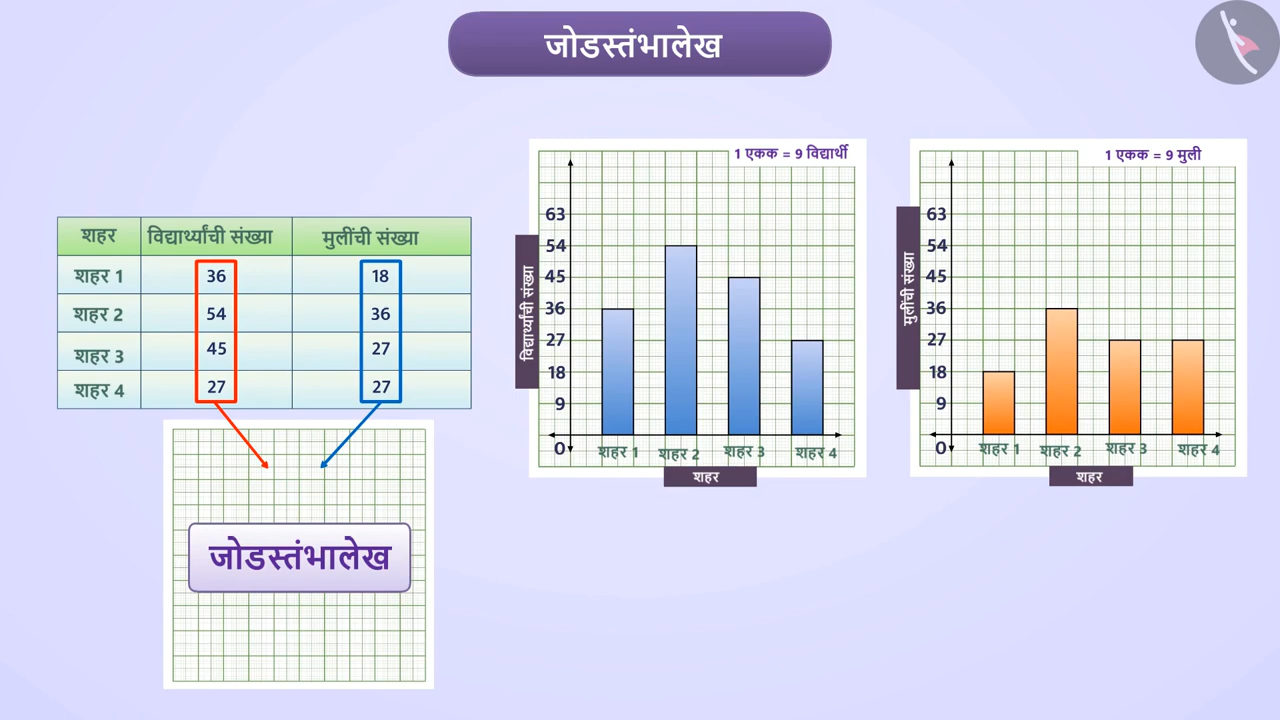 जोडस्तंभालेख
शहर विद्यार्थ्यांची संख्या मुलींची संख्या
शहर 1 36 18
शहर 2 54 36
शहर 3 45 27
शहर 4 27 27
जोडस्तंभालेख
1 एकक = 9 विद्यार्थी
विद्यार्थ्यांची संख्या
63
54
45
36
27
18
9
0
शहर 1 शहर 2 शहर 3 शहर 4
शहर
1 एकक = 9 मुली
मुलींची संख्या
63
54
45
36
27
18
9
0
शहर 1 शहर 2 शहर 3 शहर 4
शहर